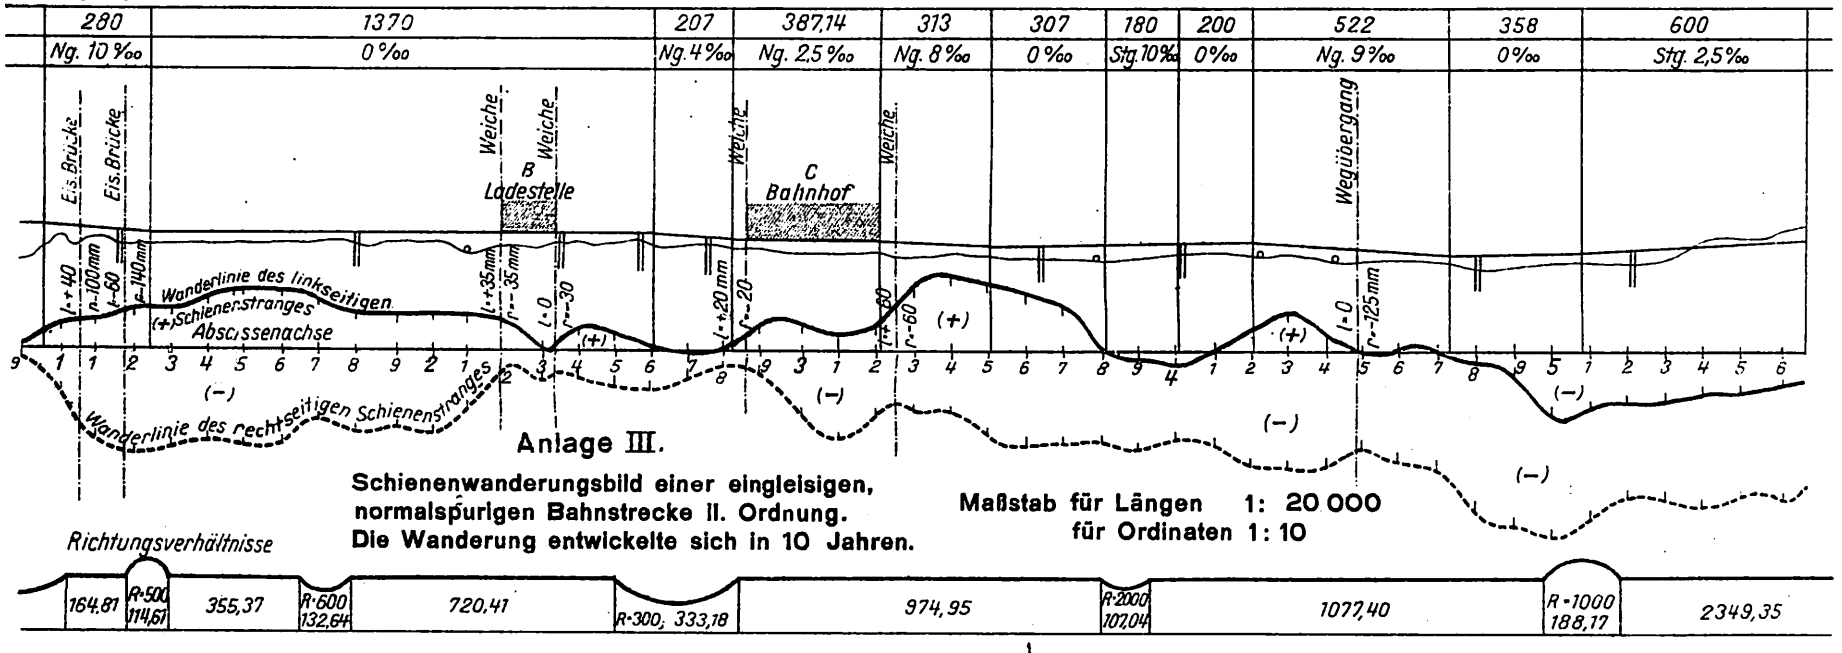 280 1370 207 387,14 313 307 180 200 522 358 600
Ng. 10‰ 0‰ Ng. 4‰ Ng. 2,5‰ Ng. 8‰ 0‰ Stg. 10‰ 0‰ Ng. 9‰ 0‰ Stg. 2,5‰
Eis. Brücke
Eis. Brücke
Weiche
Weiche
Weiche
Weiche
Wegübergang
B
Ladestelle
C
Bahnhof
l=+40
r=-100mm
l=-60
r=-140mm
l=+35mm
r=-35mm
l=0
r=-30
l=+20mm
r=-20
l=+60
r=-60
l=0
r=-125mm
Wanderlinie des linkseitigen
(+) Schienenstranges
Abscissenachse
(+)
(+)
(+)
9 1 1 2 3 4 5 6 7 8 9 2 1 2 3 4 5 6 7 8 9 3 1 2 3 4 5 6 7 8 9 4 1 2 3 4 5 6 7 8 9 5 1 2 3 4 5 6
(-)
(-)
(-)
(-)
(-)
Wanderlinie des rechtseitigen Schienenstranges
Anlage III.
Schienenwanderungsbild einer eingleisigen,
normalspurigen Bahnstrecke II. Ordnung.
Die Wanderung entwickelte sich in 10 Jahren.
Maßstab für Längen 1: 20 000
für Ordinaten 1: 10
Richtungsverhältnisse
164,81 R=500 355,37 R=600 720,41 R=300; 333,18 974,95 R=2000 1077,40 R=1000 2349,35
114,61 132,64 107,04 188,17